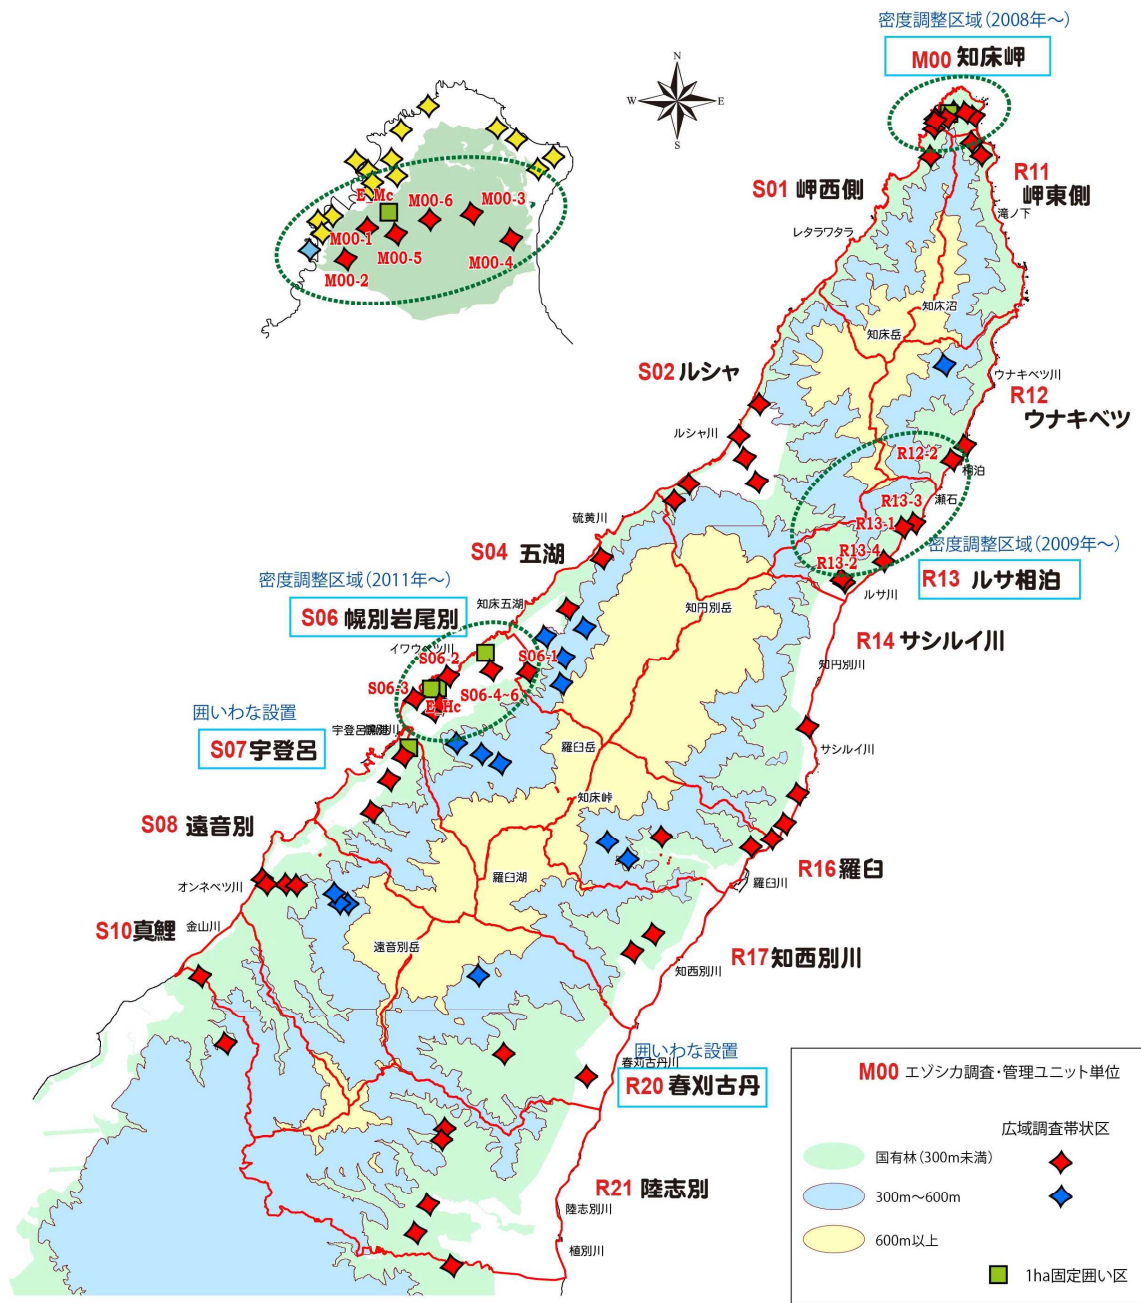 密度調整区域(2008年～)
M00 知床岬
N
W
E
S
E_Mc
M00-6
M00-3
M00-1
M00-5
M00-4
M00-2
S01 岬西側
R11
岬東側
滝ノ下
レタラワタラ
知床沼
知床岳
S02 ルシャ
ウナキベツ川
R12
ウナキベツ
ルシャ川
R12-2
相泊
瀬石
R13-3
R13-1
硫黄川
R13-4
R13-2
密度調整区域(2009年～)
R13 ルサ相泊
ルサ川
S04 五湖
密度調整区域(2011年～)
S06 幌別岩尾別
知床五湖
知円別岳
R14 サシルイ川
知円別川
S06-2
S06-1
S06-3
S06-4~6
E_Hc
囲いわな設置
S07 宇登呂
サシルイ川
羅臼岳
知床峠
S08 遠音別
R16 羅臼
羅臼川
羅臼湖
オンネベツ川
S10 真鯉
金山川
遠音別岳
R17 知西別川
知西別川
囲いわな設置
春刈古丹川
R20 春刈古丹
R21 陸志別
陸志別川
植別川
M00 エゾシカ調査・管理ユニット単位
広域調査帯状区
国有林(300m未満)
300m～600m
600m以上
1ha固定囲い区